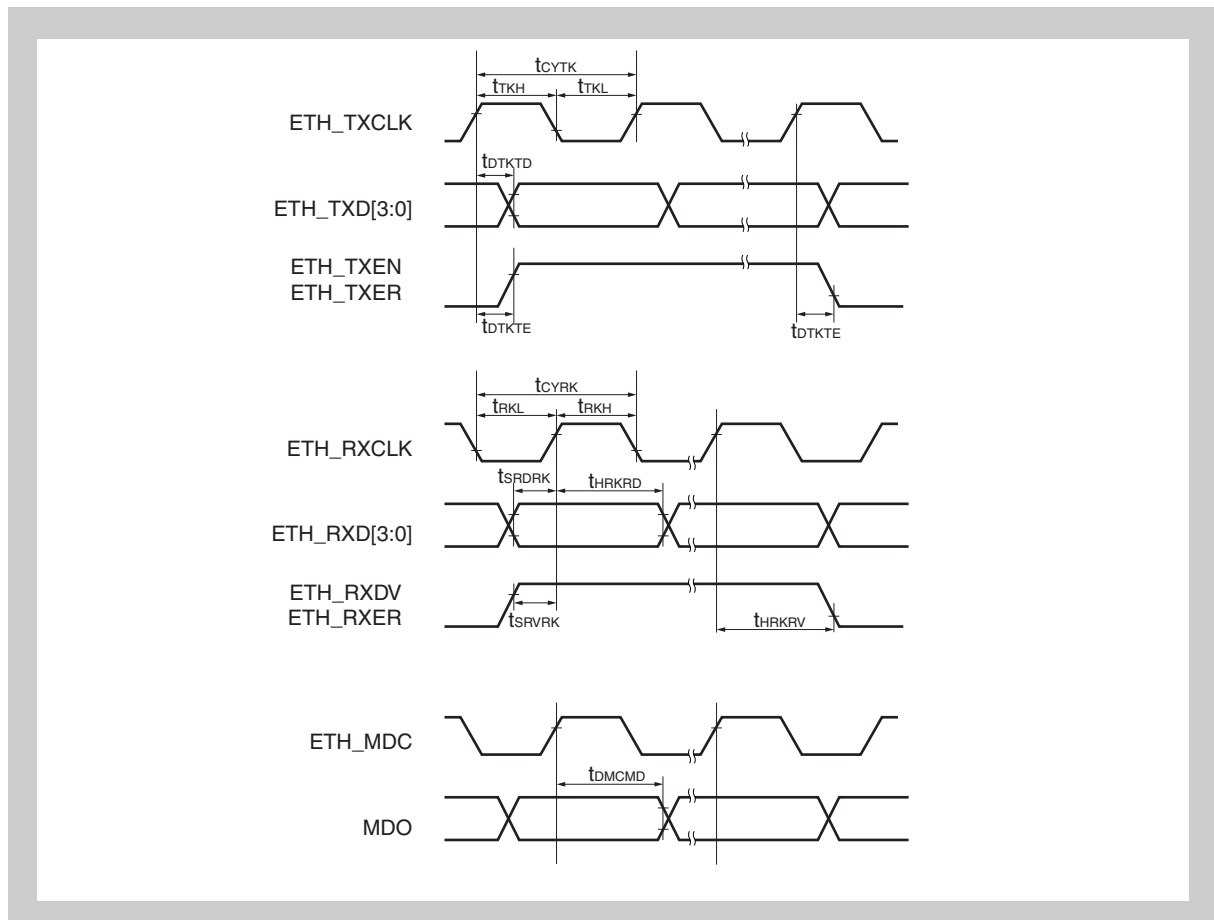 tCYTK
tTKH tTKL
ETH_TXCLK
tDTKTD
ETH_TXD[3:0]
ETH_TXEN
ETH_TXER
tDTKTE tDTKTE
tCYRK
tRKL tRKH
ETH_RXCLK
tSRDRK tHRKRD
ETH_RXD[3:0]
ETH_RXDV
ETH_RXER
tSRVRK tHRKRV
ETH_MDC
tDMCMD
MDO